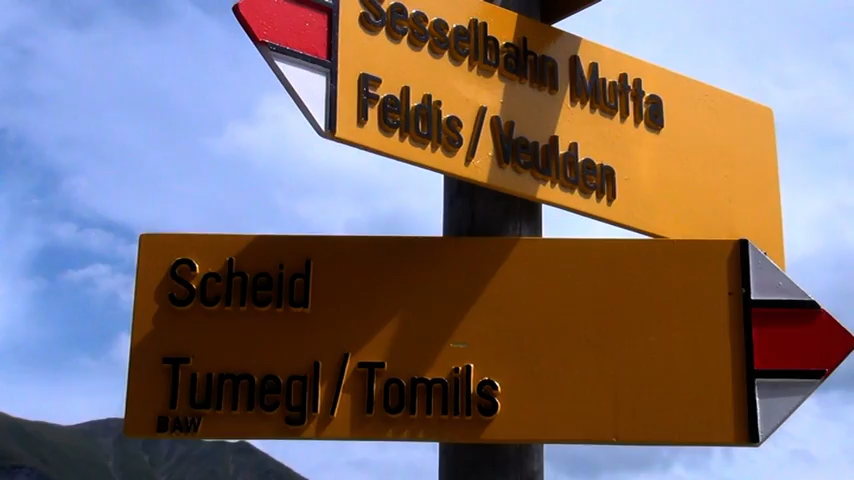 Sesselbahn Mutta
Feldis/Veulden
Scheid
Tumegl/Tomils
BAW